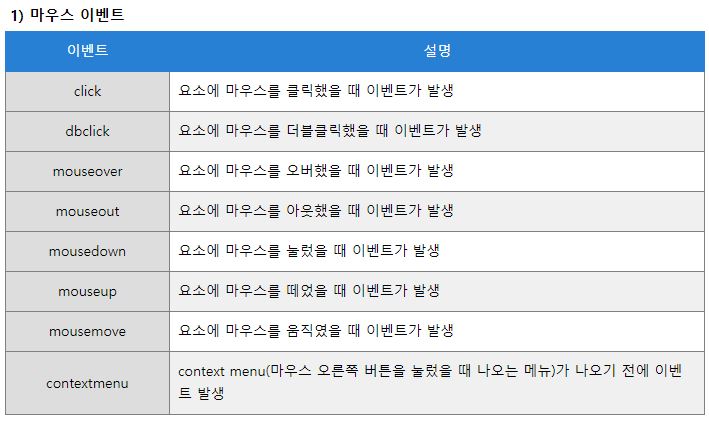 1) 마우스 이벤트
이벤트 설명
click 요소에 마우스를 클릭했을 때 이벤트가 발생
dbclick 요소에 마우스를 더블클릭했을 때 이벤트가 발생
mouseover 요소에 마우스를 오버했을 때 이벤트가 발생
mouseout 요소에 마우스를 아웃했을 때 이벤트가 발생
mousedown 요소에 마우스를 눌렀을 때 이벤트가 발생
mouseup 요소에 마우스를 떼었을 때 이벤트가 발생
mousemove 요소에 마우스를 움직였을 때 이벤트가 발생
contextmenu context menu(마우스 오른쪽 버튼을 눌렀을 때 나오는 메뉴)가 나오기 전에 이벤
트 발생